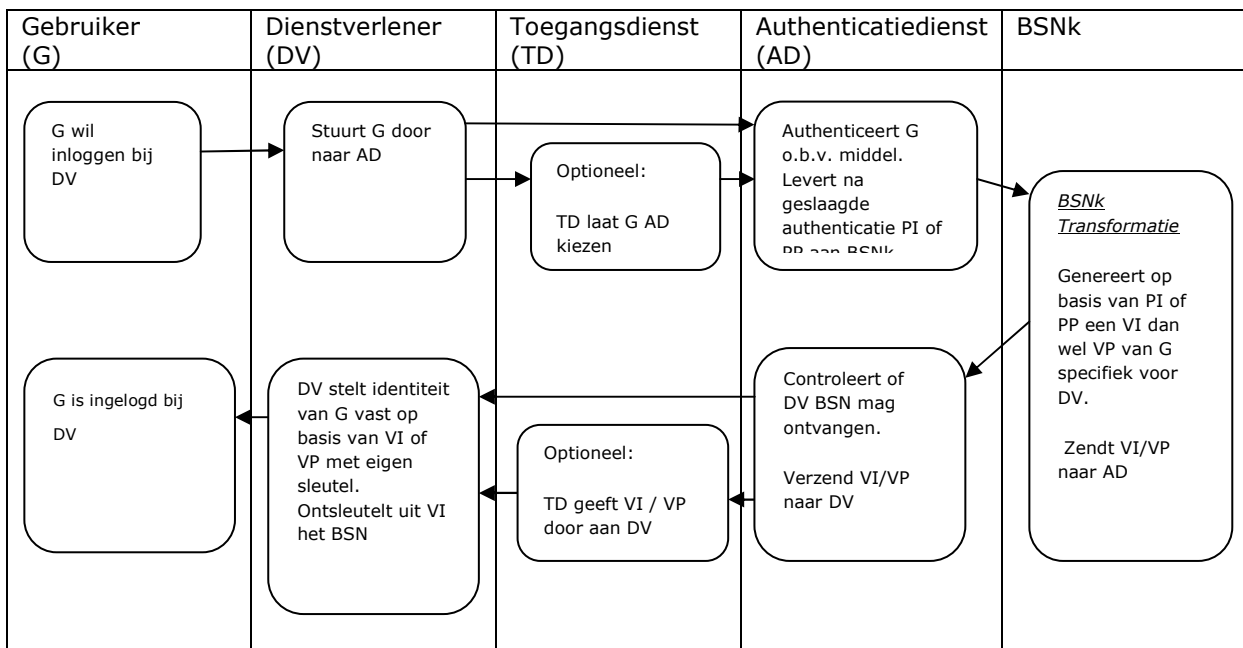 Gebruiker
(G)
Dienstverlener
(DV)
Toegangsdienst
(TD)
Authenticatiedienst
(AD)
BSNk
G wil
inloggen bij
DV
Stuurt G door
naar AD
Optioneel:
TD laat G AD
kiezen
Authenticeert G
o.b.v. middel.
Levert na
geslaagde
authenticatie PI of
PP aan BSNk
BSNk
Transformatie
Genereert op
basis van PI of
PP een VI dan
wel VP van G
specifiek voor
DV.
Zendt VI/VP
naar AD
Controleert of
DV BSN mag
ontvangen.
Verzend VI/VP
naar DV
Optioneel:
TD geeft VI / VP
door aan DV
DV stelt identiteit
van G vast op
basis van VI of
VP met eigen
sleutel.
Ontsleutelt uit VI
het BSN
G is ingelogd bij
DV